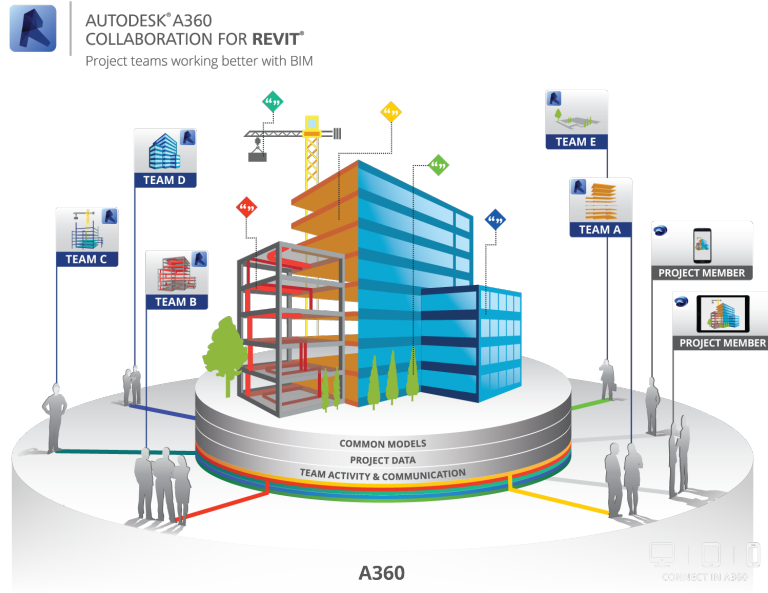 AUTODESK® A360
COLLABORATION FOR REVIT®
Project teams working better with BIM
TEAM E
TEAM D
TEAM A
TEAM C
PROJECT MEMBER
TEAM B
PROJECT MEMBER
COMMON MODELS
PROJECT DATA
TEAM ACTIVITY & COMMUNICATION
A360
CONNECT IN A360